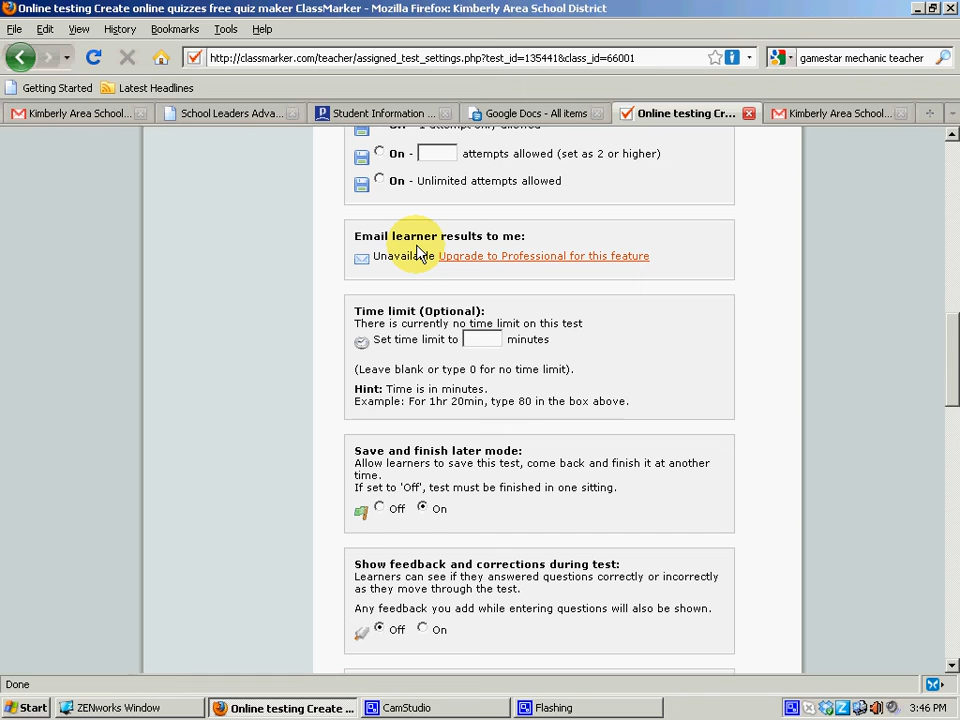 Online testing Create online quizzes free quiz maker ClassMarker - Mozilla Firefox: Kimberly Area School District
File Edit View History Bookmarks Tools Help
http://classmarker.com/teacher/assigned_test_settings.php?test_id=135441&class_id=66001
gamestar mechanic teacher
Getting Started Latest Headlines
Kimberly Area School... School Leaders Adva... Student Information ... Google Docs - All items Online testing Cr... Kimberly Area School...
On - 1 attempt only allowed
On - attempts allowed (set as 2 or higher)
On - Unlimited attempts allowed
Email learner results to me:
Unavailable Upgrade to Professional for this feature
Time limit (Optional):
There is currently no time limit on this test
Set time limit to minutes
(Leave blank or type 0 for no time limit).
Hint: Time is in minutes.
Example: For 1hr 20min, type 80 in the box above.
Save and finish later mode:
Allow learners to save this test, come back and finish it at another
time.
If set to 'Off', test must be finished in one sitting.
Off On
Show feedback and corrections during test:
Learners can see if they answered questions correctly or incorrectly
as they move through the test.
Any feedback you add while entering questions will also be shown.
Off On
Done
Start ZENworks Window Online testing Create ... CamStudio Flashing 3:46 PM